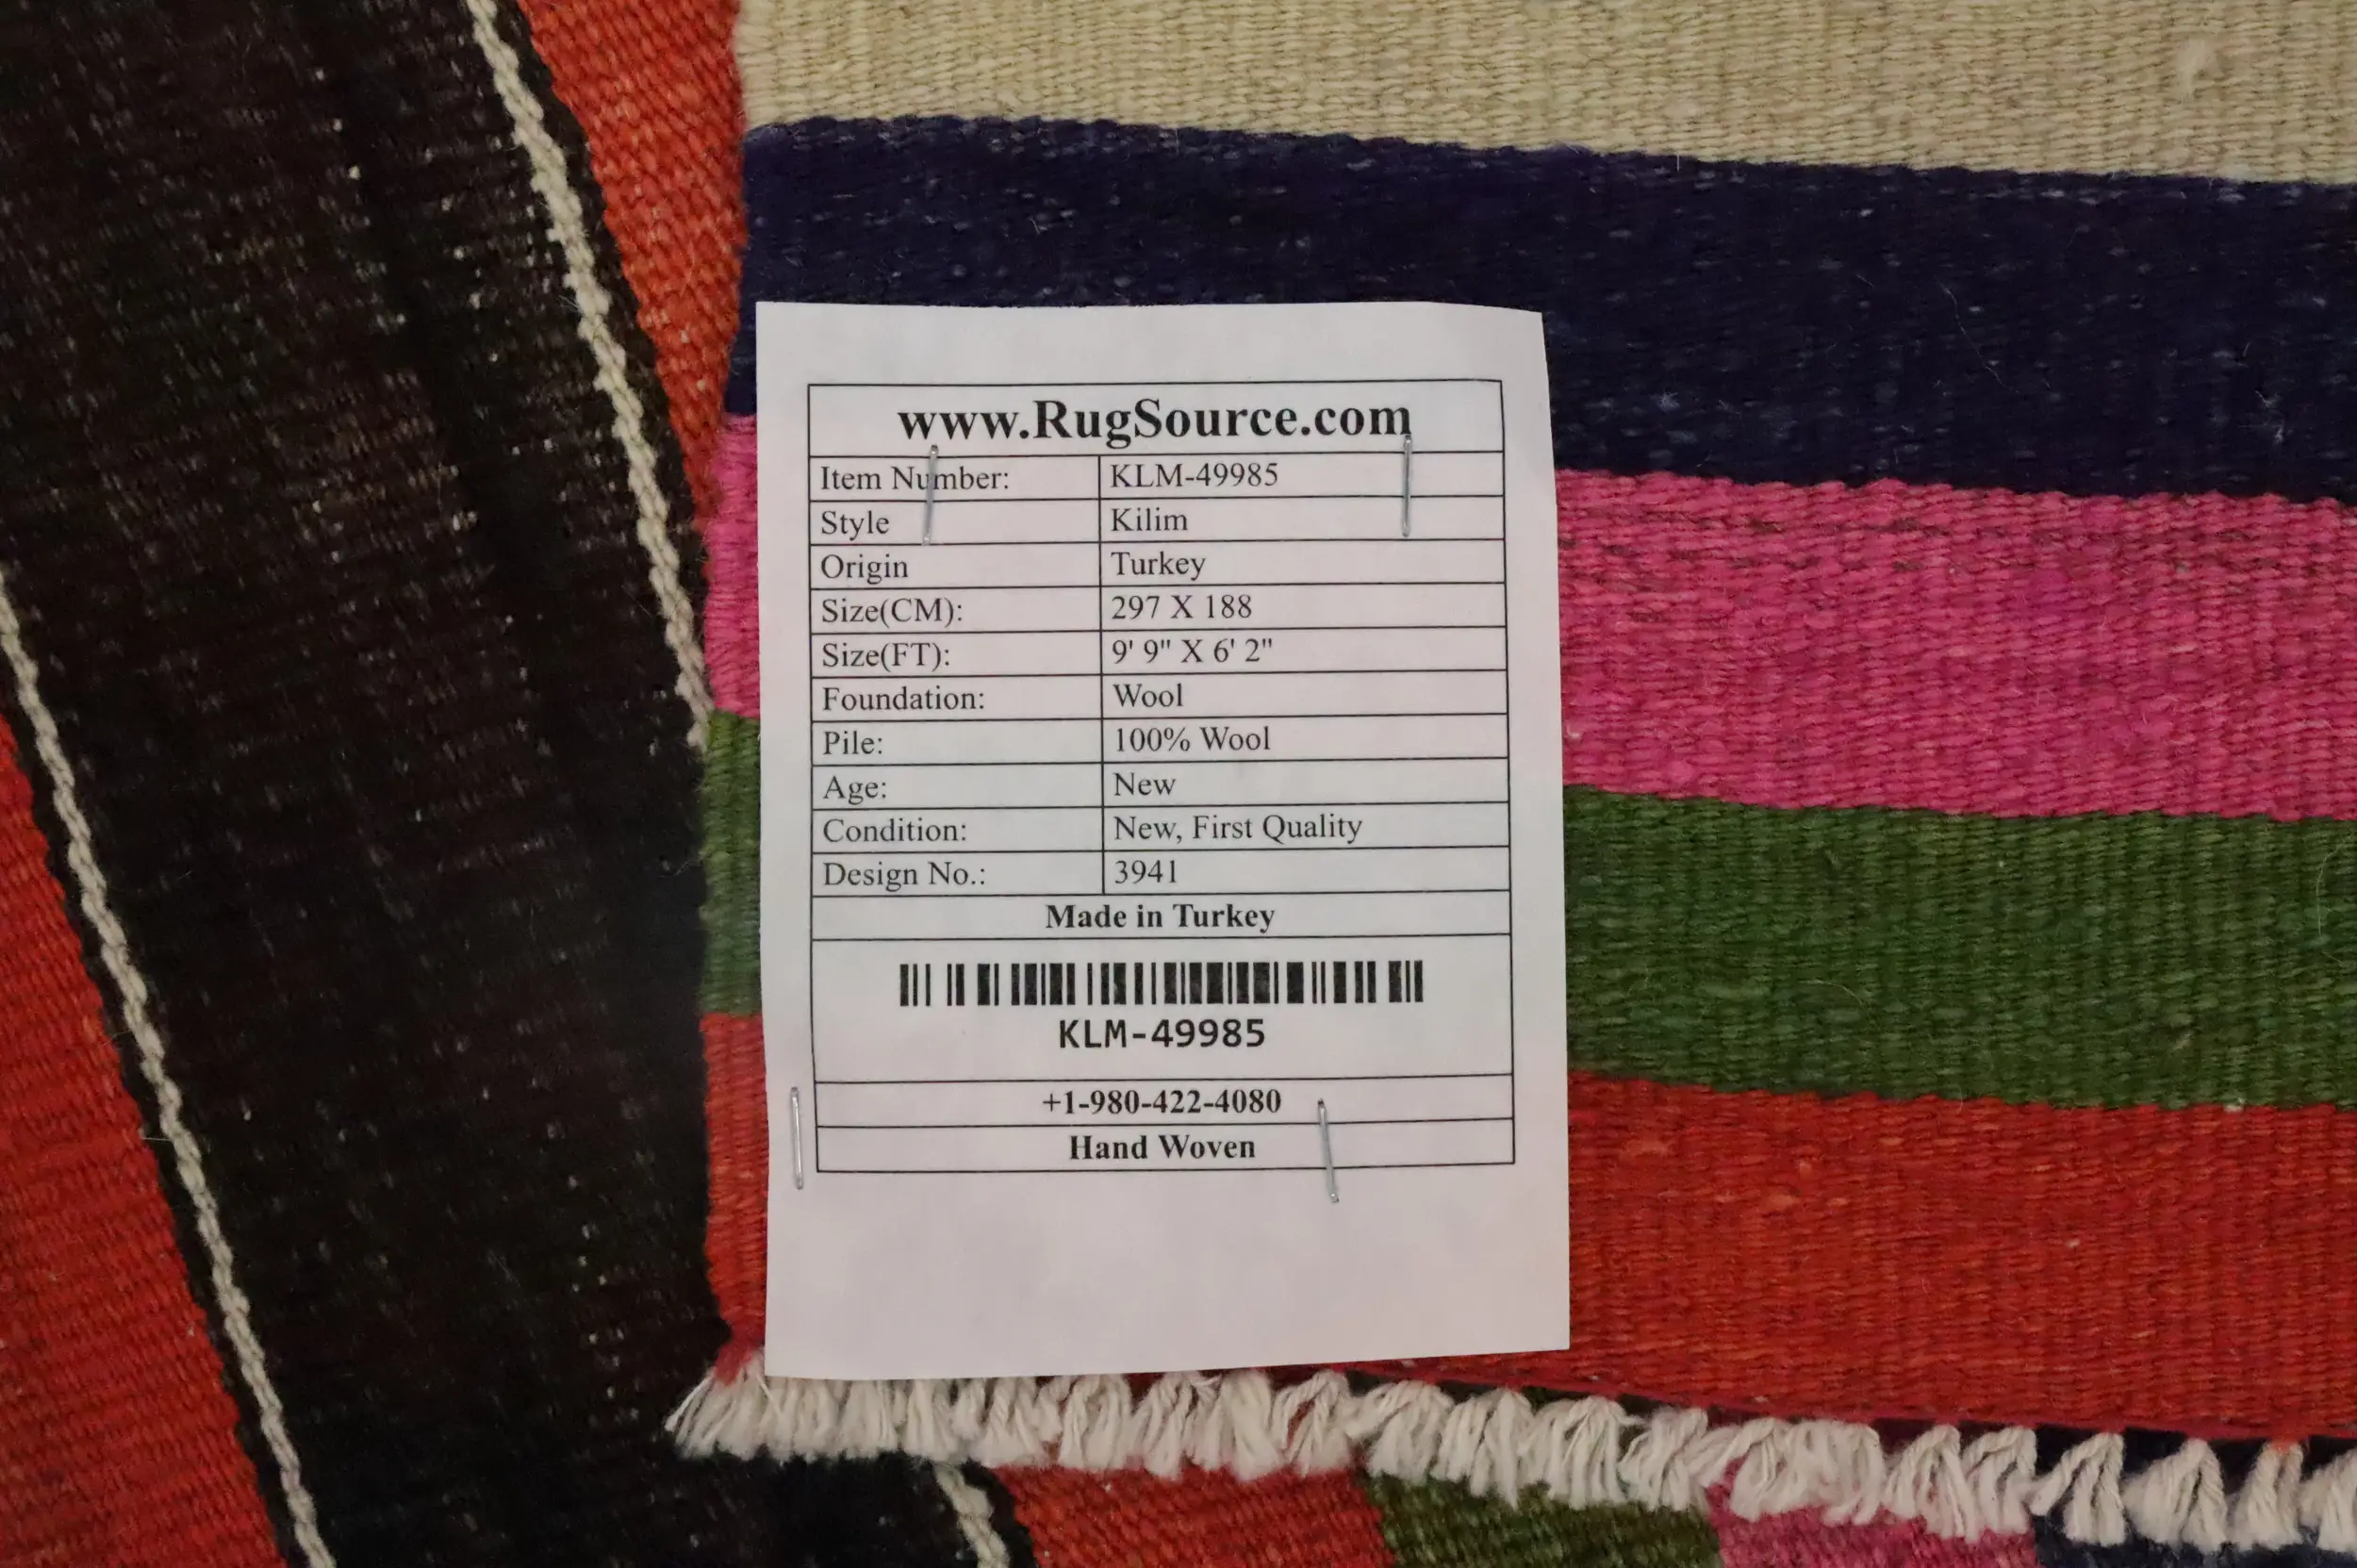 www.RugSource.com
Item Number: KLM-49985
Style Kilim
Origin Turkey
Size(CM): 297 X 188
Size(FT): 9' 9" X 6' 2"
Foundation: Wool
Pile: 100% Wool
Age: New
Condition: New, First Quality
Design No.: 3941
Made in Turkey
KLM-49985
+1-980-422-4080
Hand Woven